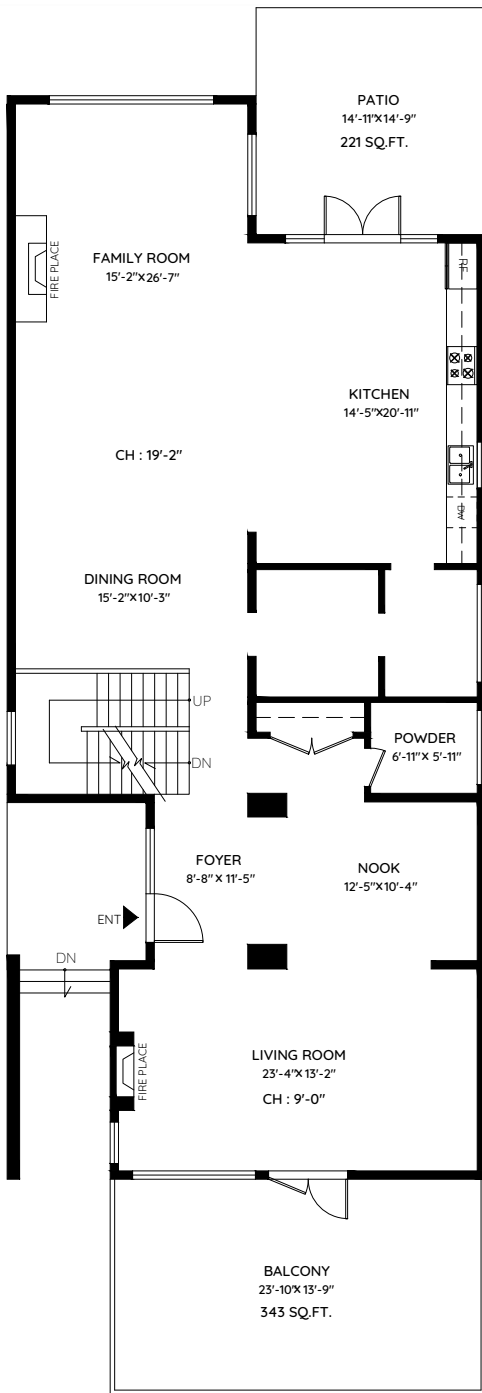 PATIO
14'-11"X14'-9"
221 SQ.FT.
FAMILY ROOM
15'-2"X26'-7"
FIRE PLACE
RF
KITCHEN
14'-5"X20'-11"
CH : 19'-2"
DW
DINING ROOM
15'-2"X10'-3"
UP
DN
POWDER
6'-11"X 5'-11"
FOYER
8'-8" X 11'-5"
NOOK
12'-5"X10'-4"
ENT
DN
LIVING ROOM
23'-4"X13'-2"
CH : 9'-0"
FIRE PLACE
BALCONY
23'-10"X13'-9"
343 SQ.FT.